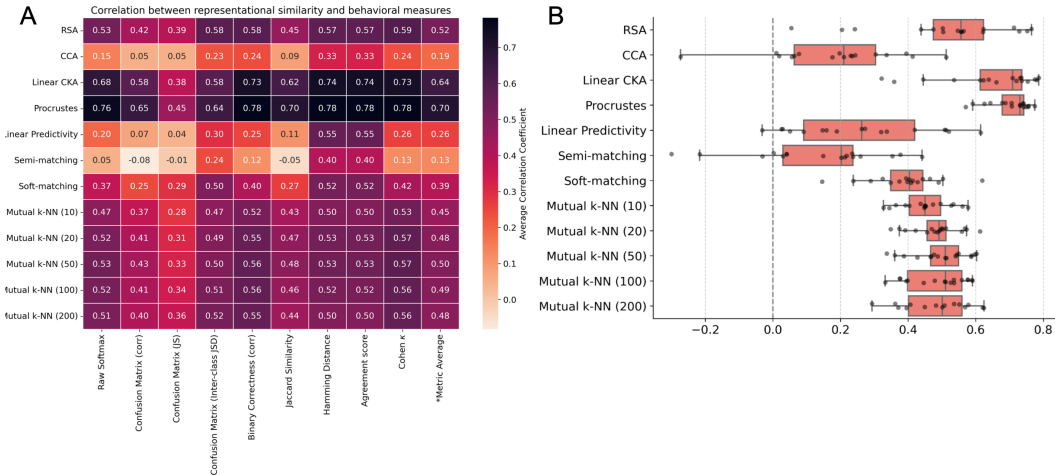 A
Correlation between representational similarity and behavioral measures
RSA 0.53 0.42 0.39 0.58 0.58 0.45 0.57 0.57 0.59 0.52
CCA 0.15 0.05 0.05 0.23 0.24 0.09 0.33 0.33 0.24 0.19
Linear CKA 0.68 0.58 0.38 0.58 0.73 0.62 0.74 0.74 0.73 0.64
Procrustes 0.76 0.65 0.45 0.64 0.78 0.70 0.78 0.78 0.78 0.70
.inear Predictivity 0.20 0.07 0.04 0.30 0.25 0.11 0.55 0.55 0.26 0.26
Semi-matching 0.05 -0.08 -0.01 0.24 0.12 -0.05 0.40 0.40 0.13 0.13
Soft-matching 0.37 0.25 0.29 0.50 0.40 0.27 0.52 0.52 0.42 0.39
Mutual k-NN (10) 0.47 0.37 0.28 0.47 0.52 0.43 0.50 0.50 0.53 0.45
Mutual k-NN (20) 0.52 0.41 0.31 0.49 0.55 0.47 0.53 0.53 0.57 0.48
Mutual k-NN (50) 0.53 0.43 0.33 0.50 0.56 0.48 0.53 0.53 0.57 0.50
Mutual k-NN (100) 0.52 0.41 0.34 0.51 0.56 0.46 0.52 0.52 0.56 0.49
Mutual k-NN (200) 0.51 0.40 0.36 0.52 0.55 0.44 0.50 0.50 0.56 0.48
Raw Softmax
Confusion Matrix (corr)
Confusion Matrix (JS)
Confusion Matrix (Inter-class JSD)
Binary Correctness (corr)
Jaccard Similarity
Hamming Distance
Agreement score
Cohen κ
*Metric Average
0.7
0.6
0.5
0.4
0.3
0.2
0.1
0.0
Average Correlation Coefficient
B
RSA
CCA
Linear CKA
Procrustes
Linear Predictivity
Semi-matching
Soft-matching
Mutual k-NN (10)
Mutual k-NN (20)
Mutual k-NN (50)
Mutual k-NN (100)
Mutual k-NN (200)
−0.2 0.0 0.2 0.4 0.6 0.8